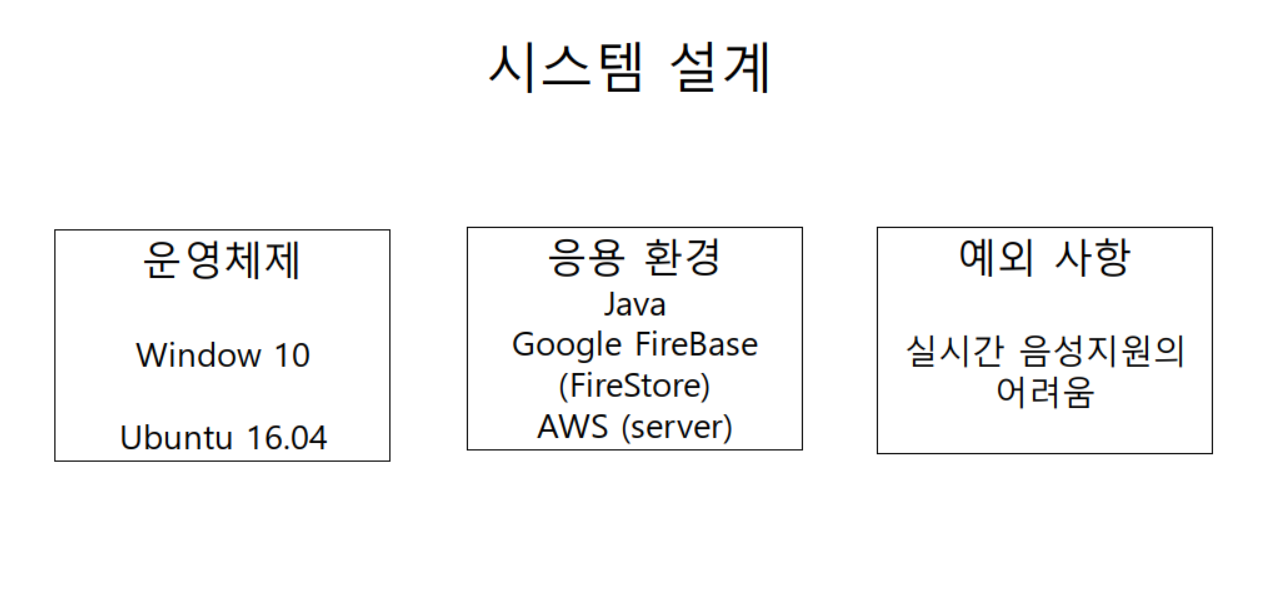 시스템 설계
운영체제
Window 10
Ubuntu 16.04
응용 환경
Java
Google FireBase
(FireStore)
AWS (server)
예외 사항
실시간 음성지원의
어려움